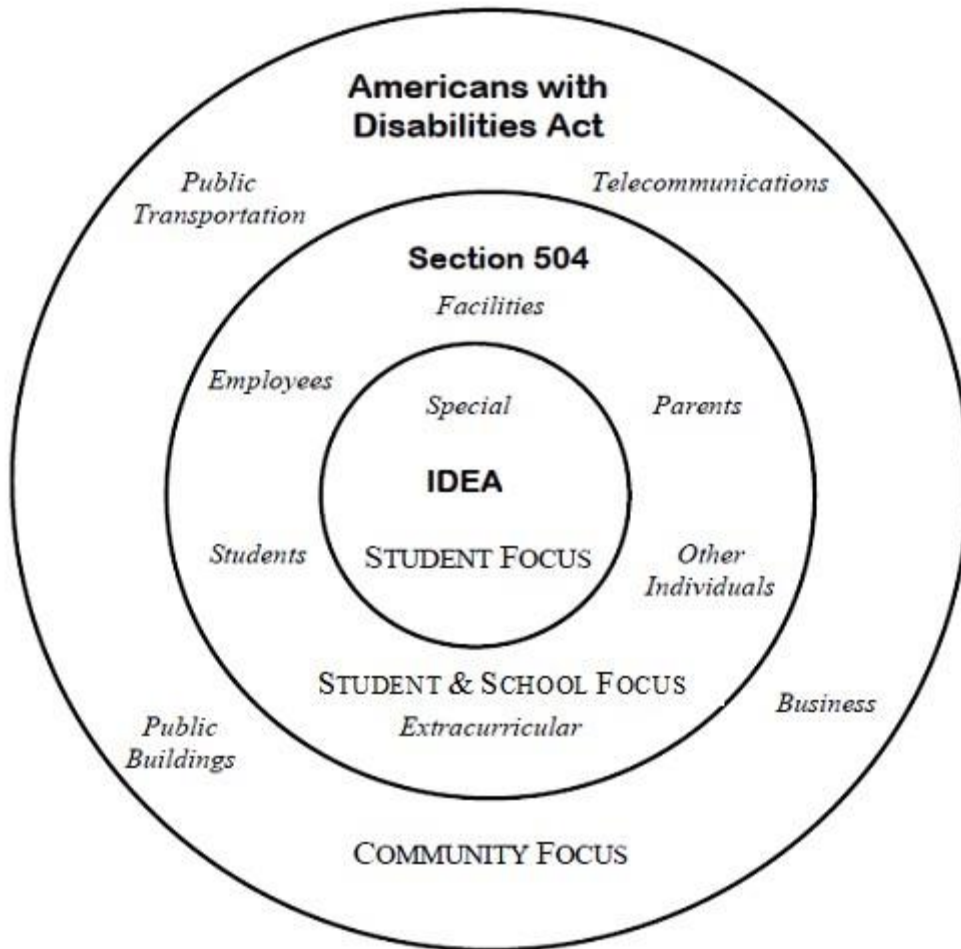 Americans with
Disabilities Act
Public
Transportation
Telecommunications
Section 504
Facilities
Employees
Special
Parents
IDEA
Students
STUDENT FOCUS
Other
Individuals
STUDENT & SCHOOL FOCUS
Extracurricular
Business
Public
Buildings
COMMUNITY FOCUS